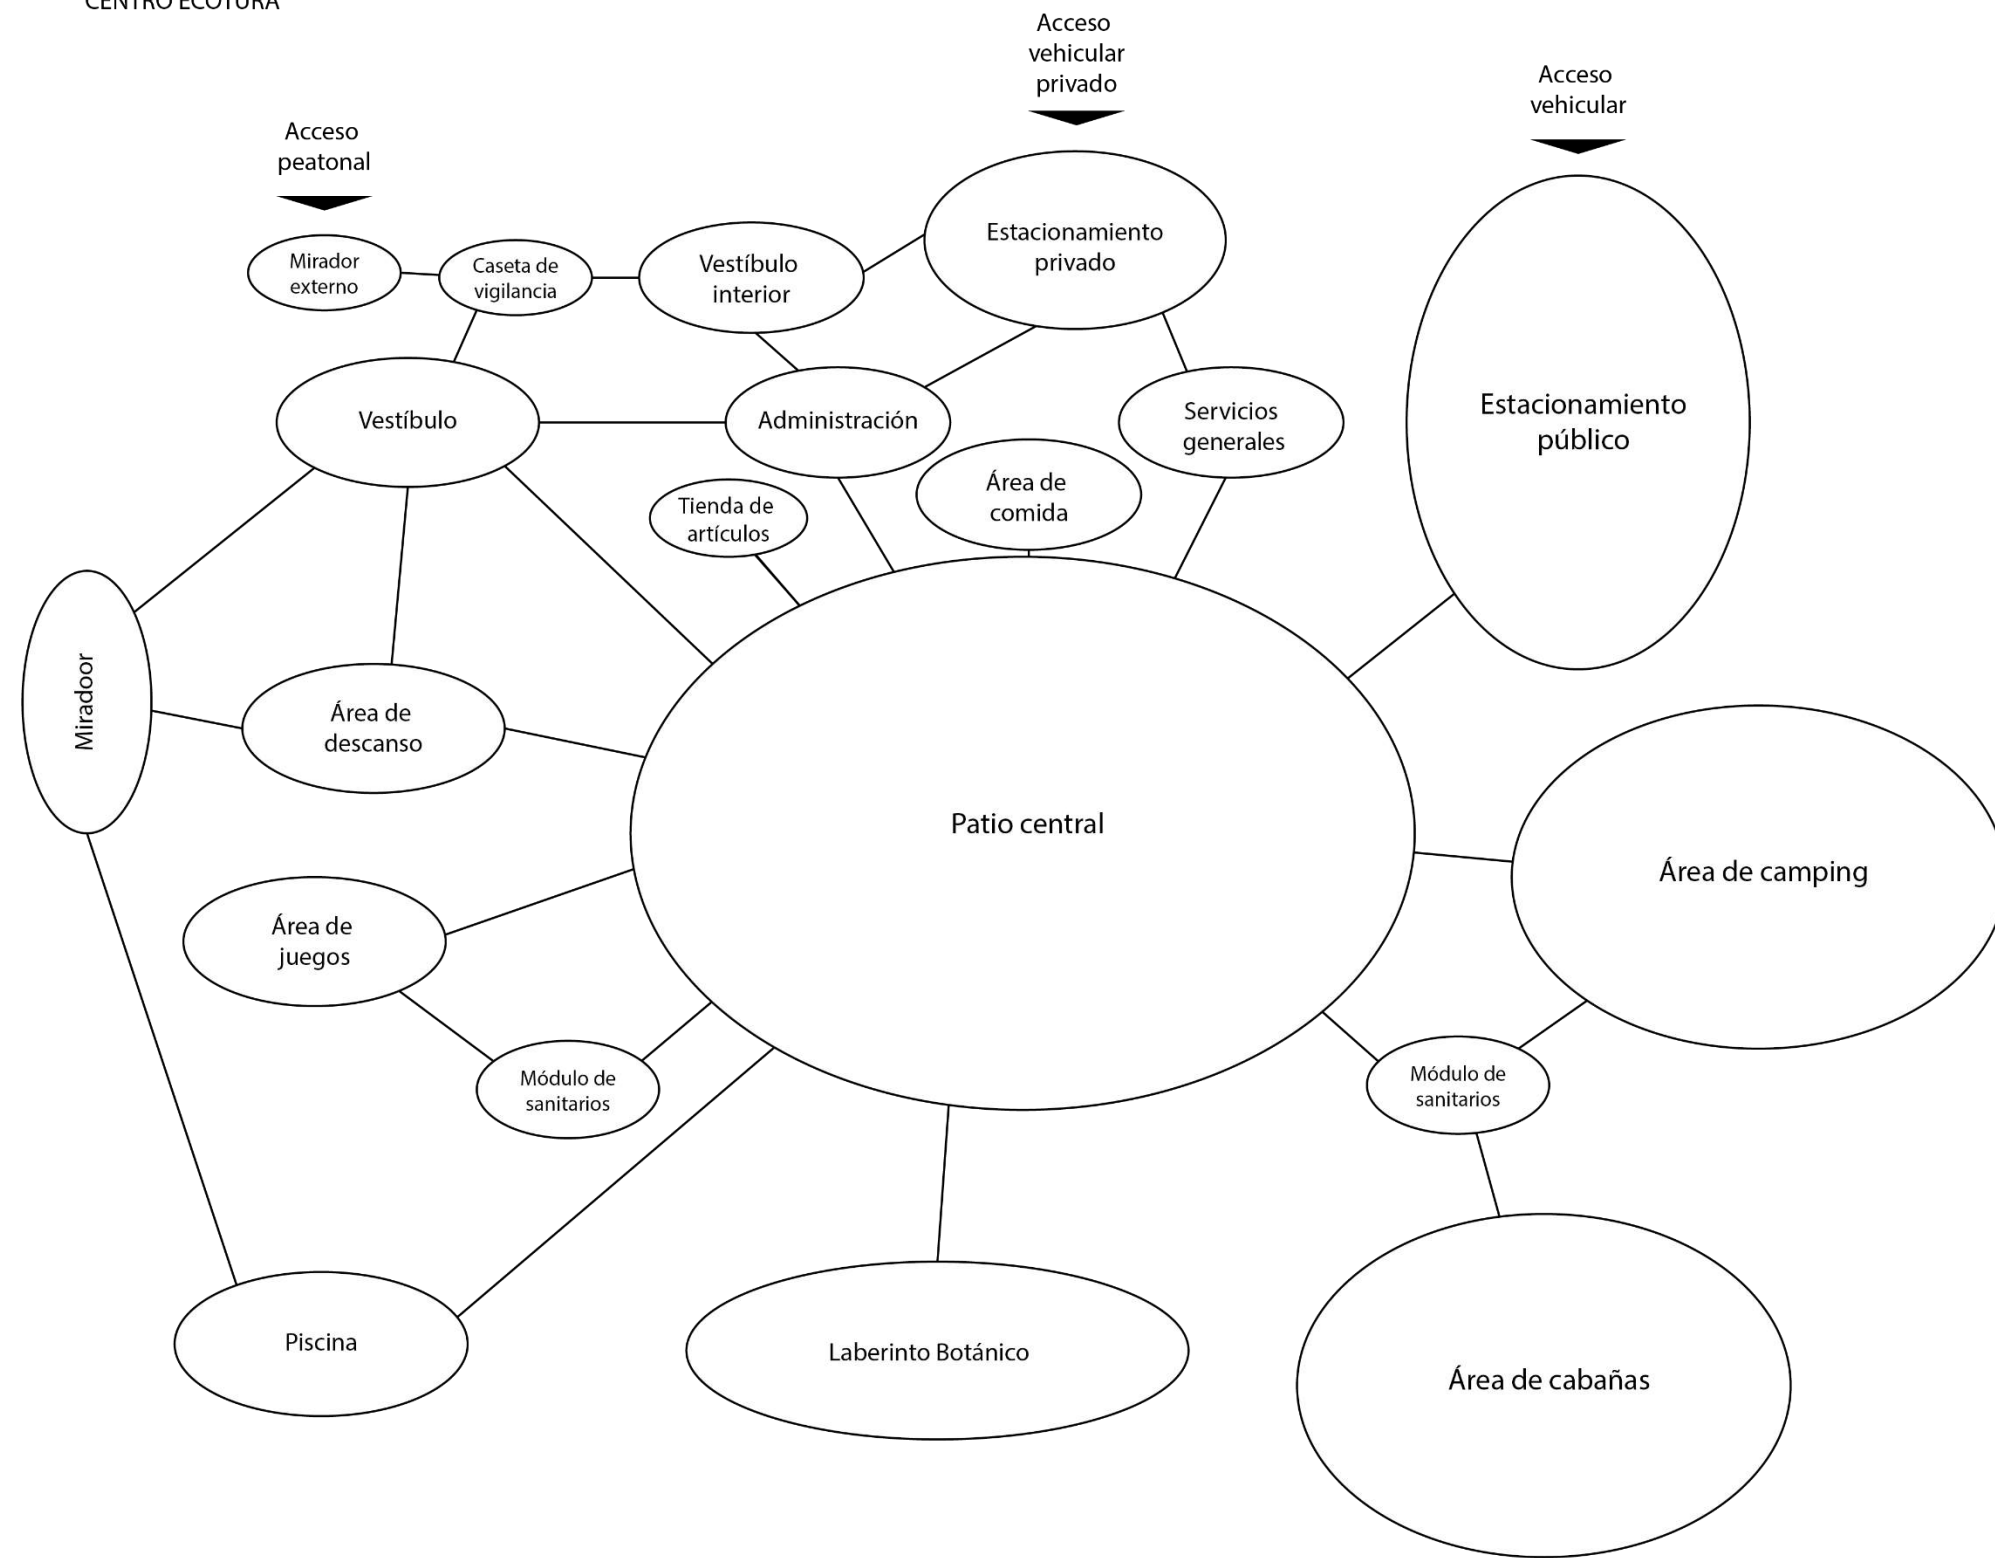 CENTRO ECOTURA
Acceso
vehicular
privado
Acceso
vehicular
Acceso
peatonal
Mirador
externo
Caseta de
vigilancia
Vestíbulo
interior
Estacionamiento
privado
Vestíbulo
Administración
Servicios
generales
Estacionamiento
público
Tienda de
artículos
Área de
comida
Miradoor
Área de
descanso
Patio central
Área de camping
Área de
juegos
Módulo de
sanitarios
Módulo de
sanitarios
Piscina
Laberinto Botánico
Área de cabañas